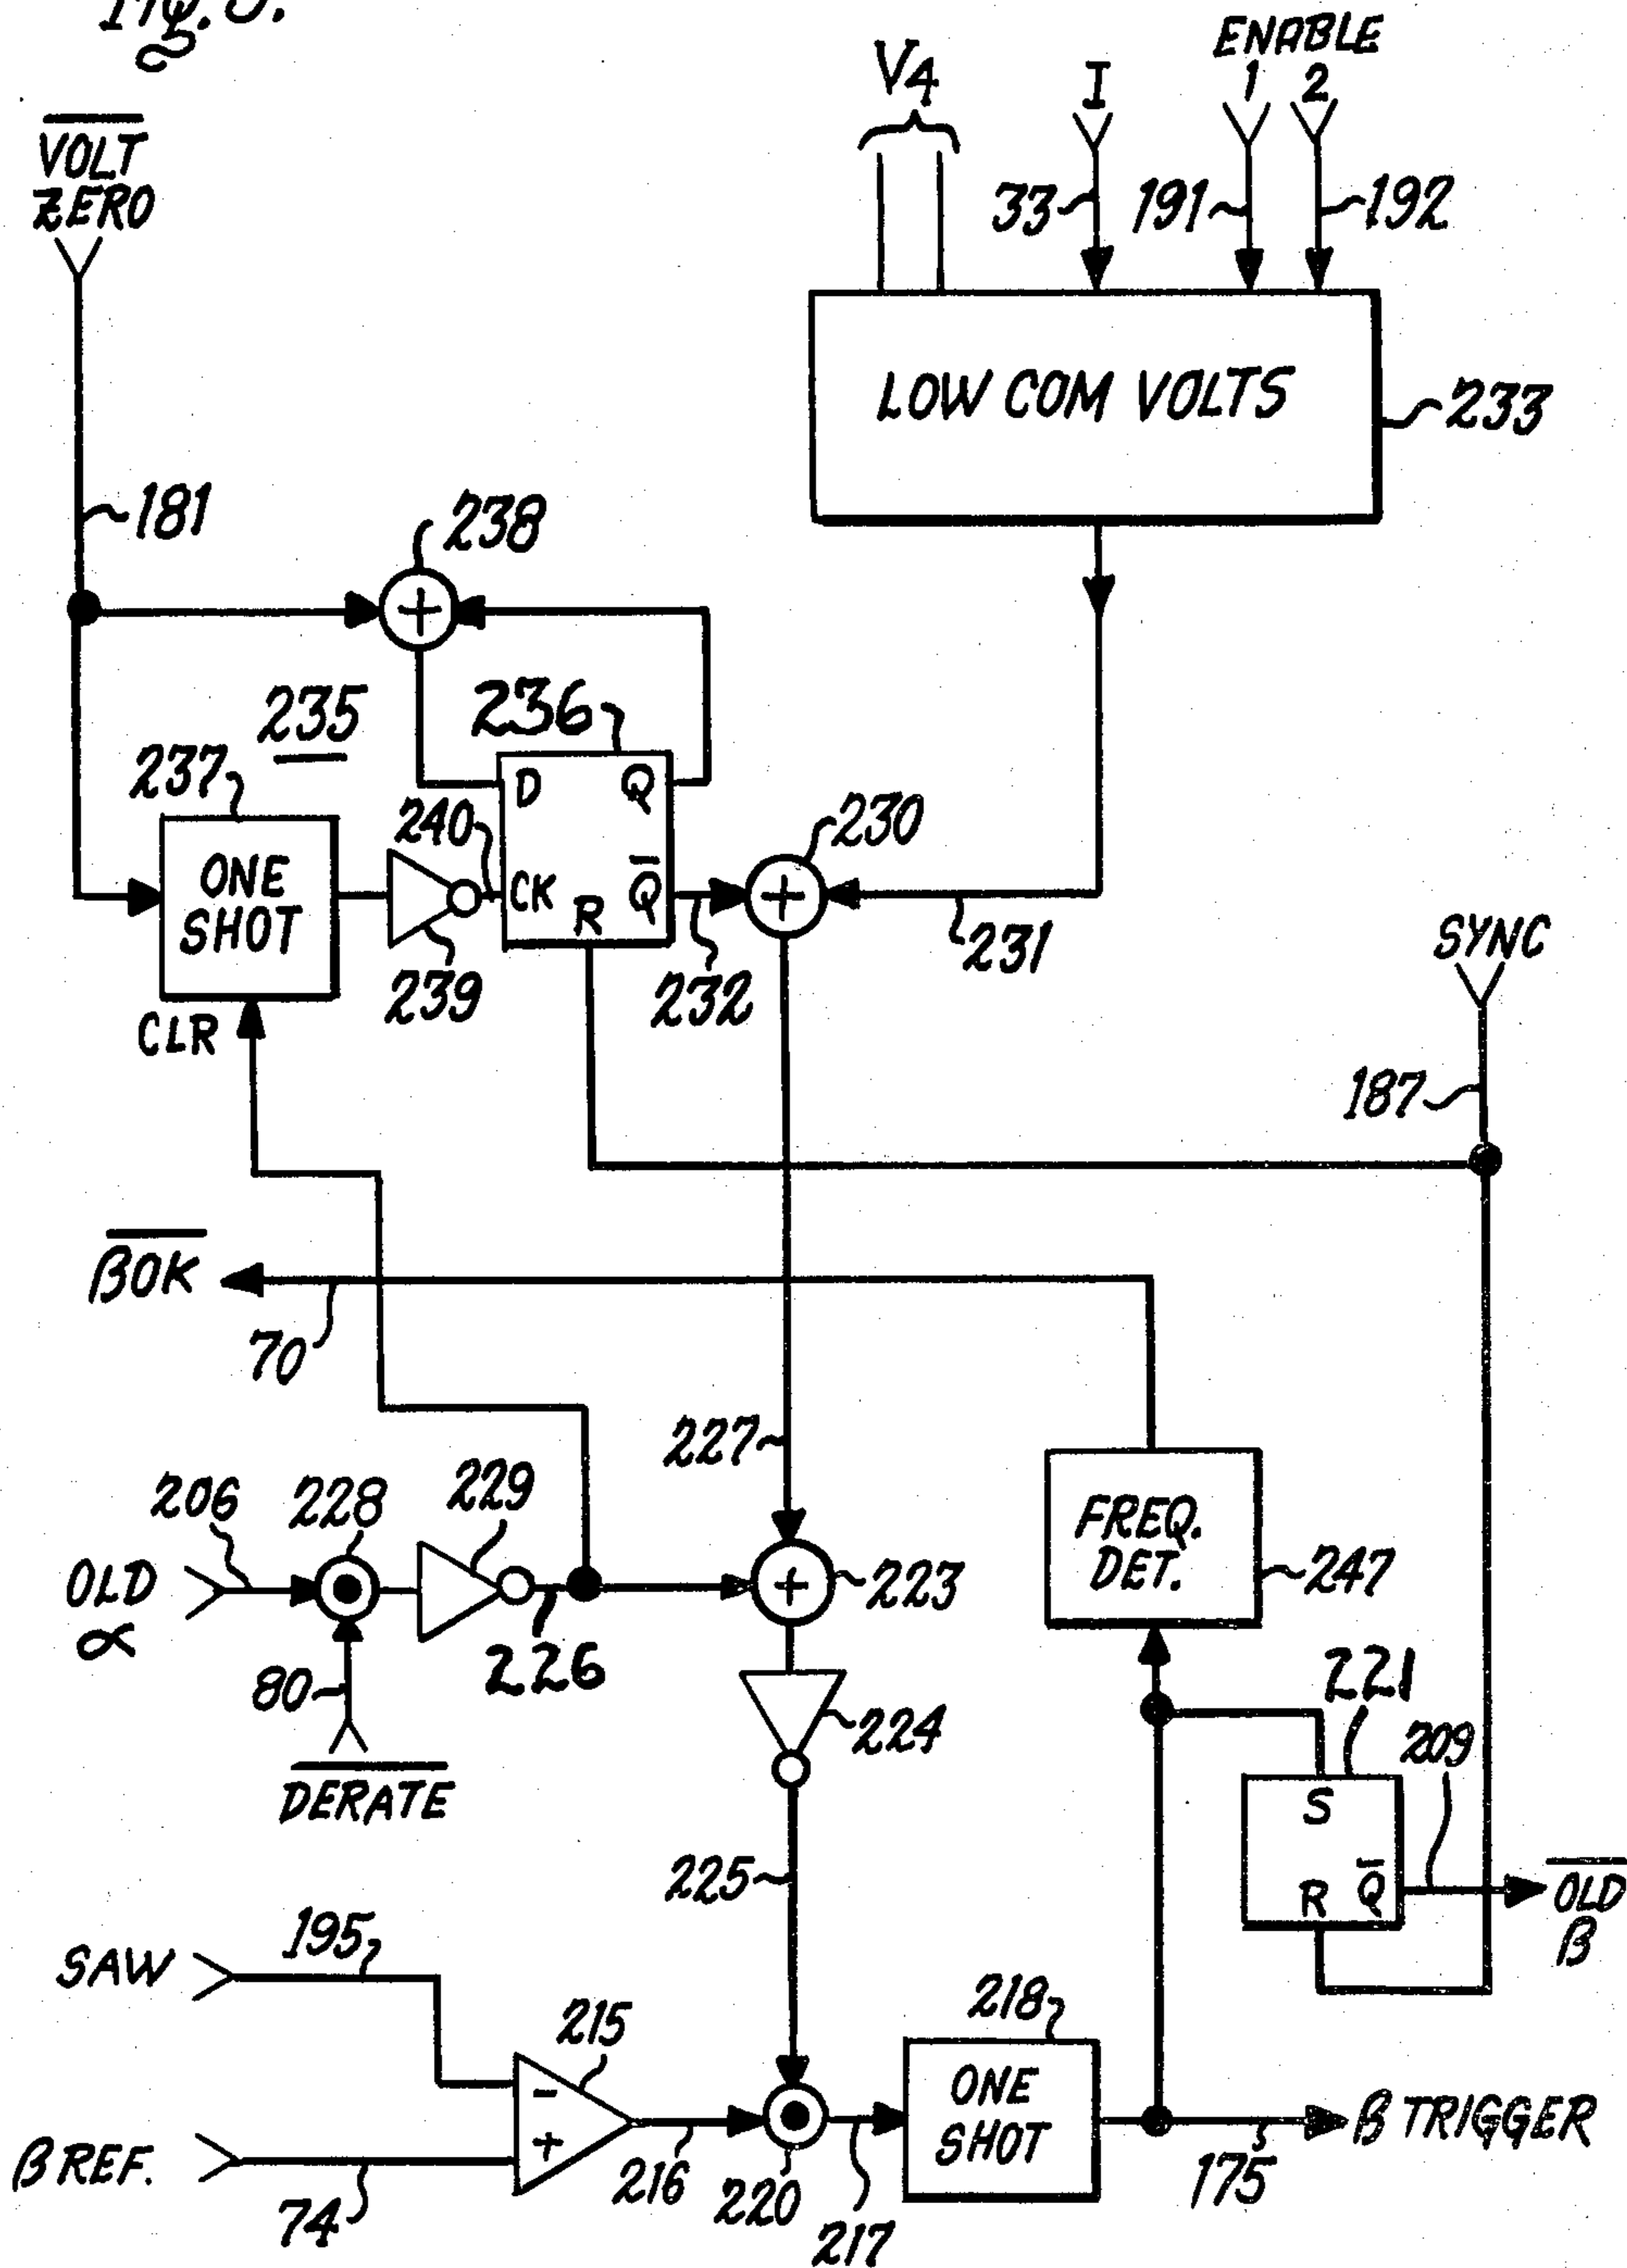 Fig. 8.
V4
I
ENABLE
1 2
VOLT
ZERO
33
191
192
LOW COM VOLTS
233
181
238
235
236
237
D Q
240
230
ONE
SHOT
CK R Q
231
239
232
CLR
SYNC
187
βOK
70
227
206
228
229
FREQ.
DET.
247
OLD
α
223
226
221
80
224
209
DERATE
S
225
R Q
OLD
β
195
SAW
218
215
-
+
ONE
SHOT
β TRIGGER
β REF.
216
220
175
74
217